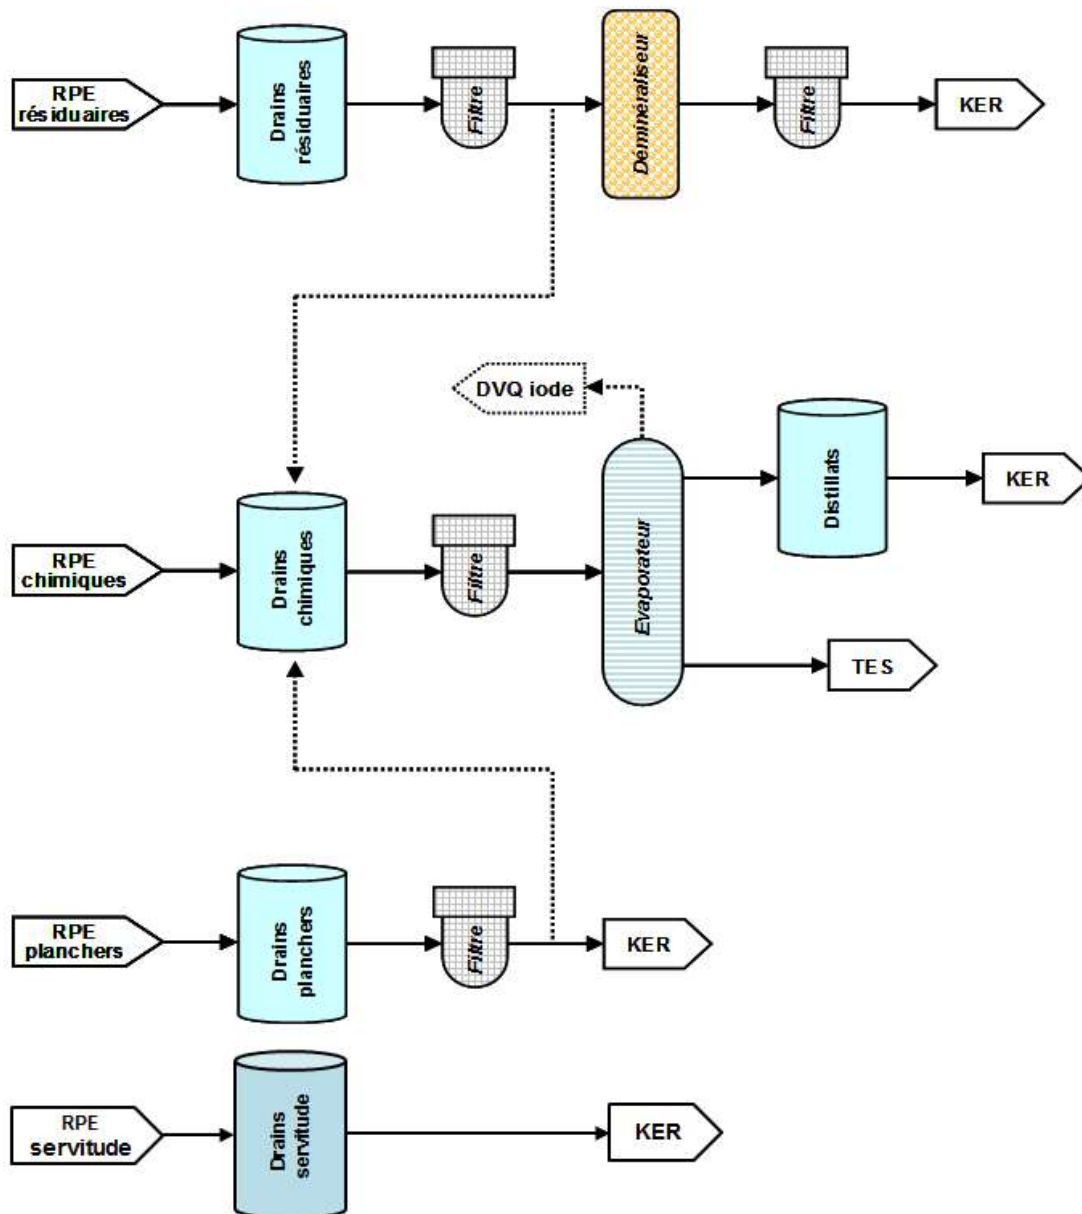 RPE
résiduaires
Drains
résiduaires
Filtre
Déminéraliseur
Filtre
KER
DVQ iode
RPE
chimiques
Drains
chimiques
Filtre
Evaporateur
Distillats
KER
TES
RPE
planchers
Drains
planchers
Filtre
KER
RPE
servitude
Drains
servitude
KER